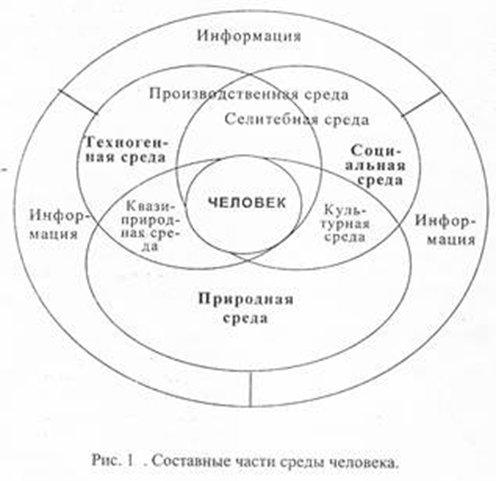 Информация
Производственная среда
Селитебная среда
Техноген-
ная среда
Соци-
альная
среда
Квази-
природ-
ная сре-
да
ЧЕЛОВЕК
Куль-
турная
среда
Инфор-
мация
Инфор-
мация
Природная
среда
Рис. 1 . Составные части среды человека.